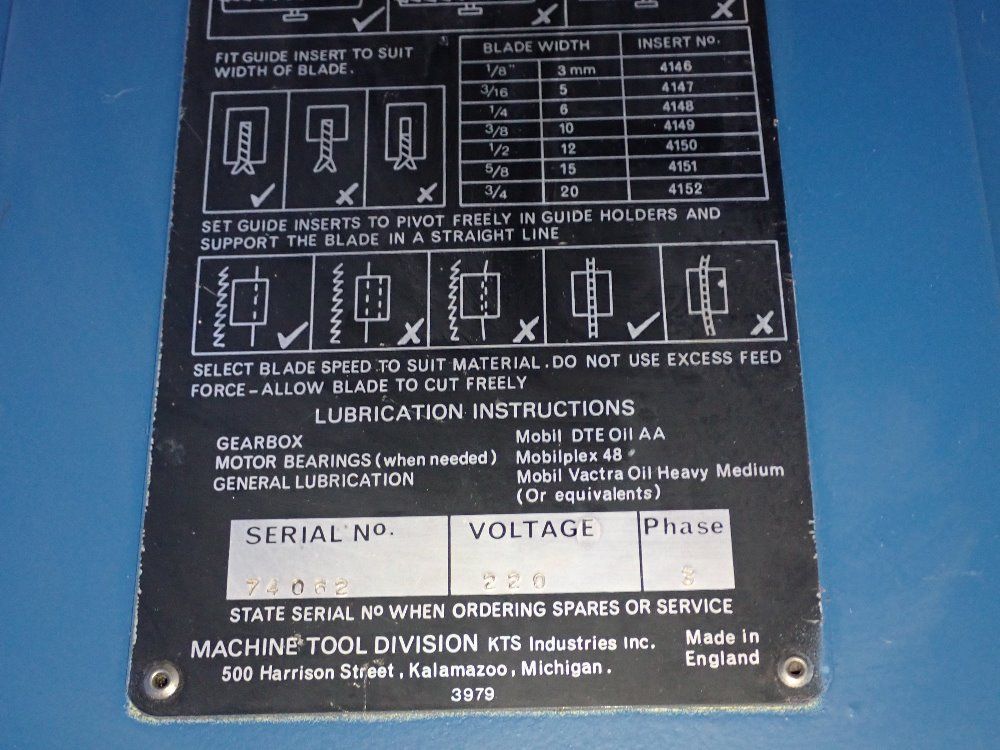 FIT GUIDE INSERT TO SUIT
WIDTH OF BLADE.
BLADE WIDTH INSERT No.
1/8" 3 mm 4146
3/16 5 4147
1/4 6 4148
3/8 10 4149
1/2 12 4150
5/8 15 4151
3/4 20 4152
SET GUIDE INSERTS TO PIVOT FREELY IN GUIDE HOLDERS AND
SUPPORT THE BLADE IN A STRAIGHT LINE
SELECT BLADE SPEED TO SUIT MATERIAL. DO NOT USE EXCESS FEED
FORCE - ALLOW BLADE TO CUT FREELY
LUBRICATION INSTRUCTIONS
GEARBOX Mobil DTE Oil AA
MOTOR BEARINGS (when needed) Mobilplex 48
GENERAL LUBRICATION Mobil Vactra Oil Heavy Medium
(Or equivalents)
SERIAL No. VOLTAGE Phase
74062 220 3
STATE SERIAL No WHEN ORDERING SPARES OR SERVICE
MACHINE TOOL DIVISION KTS Industries Inc.
500 Harrison Street, Kalamazoo, Michigan.
Made in
England
3979